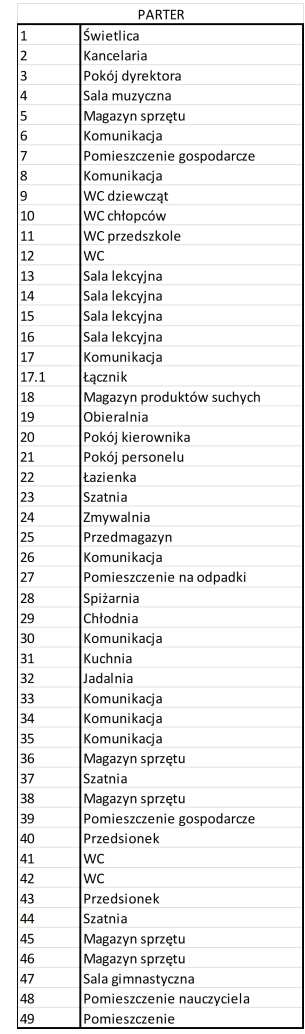 PARTER
1 Świetlica
2 Kancelaria
3 Pokój dyrektora
4 Sala muzyczna
5 Magazyn sprzętu
6 Komunikacja
7 Pomieszczenie gospodarcze
8 Komunikacja
9 WC dziewcząt
10 WC chłopców
11 WC przedszkole
12 WC
13 Sala lekcyjna
14 Sala lekcyjna
15 Sala lekcyjna
16 Sala lekcyjna
17 Komunikacja
17.1 Łącznik
18 Magazyn produktów suchych
19 Obieralnia
20 Pokój kierownika
21 Pokój personelu
22 Łazienka
23 Szatnia
24 Zmywalnia
25 Przedmagazyn
26 Komunikacja
27 Pomieszczenie na odpadki
28 Spiżarnia
29 Chłodnia
30 Komunikacja
31 Kuchnia
32 Jadalnia
33 Komunikacja
34 Komunikacja
35 Komunikacja
36 Magazyn sprzętu
37 Szatnia
38 Magazyn sprzętu
39 Pomieszczenie gospodarcze
40 Przedsionek
41 WC
42 WC
43 Przedsionek
44 Szatnia
45 Magazyn sprzętu
46 Magazyn sprzętu
47 Sala gimnastyczna
48 Pomieszczenie nauczyciela
49 Pomieszczenie